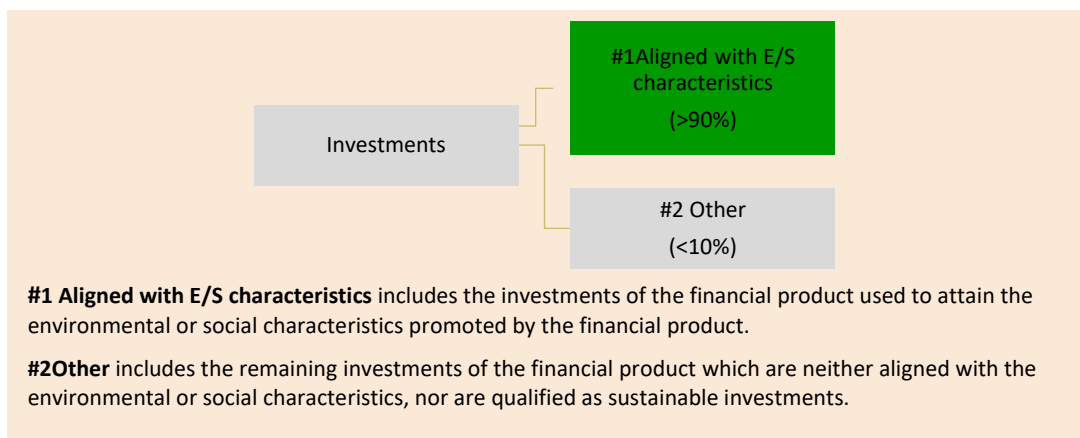 #1Aligned with E/S
characteristics
(>90%)
Investments
#2 Other
(<10%)
#1 Aligned with E/S characteristics includes the investments of the financial product used to attain the
environmental or social characteristics promoted by the financial product.
#2Other includes the remaining investments of the financial product which are neither aligned with the
environmental or social characteristics, nor are qualified as sustainable investments.